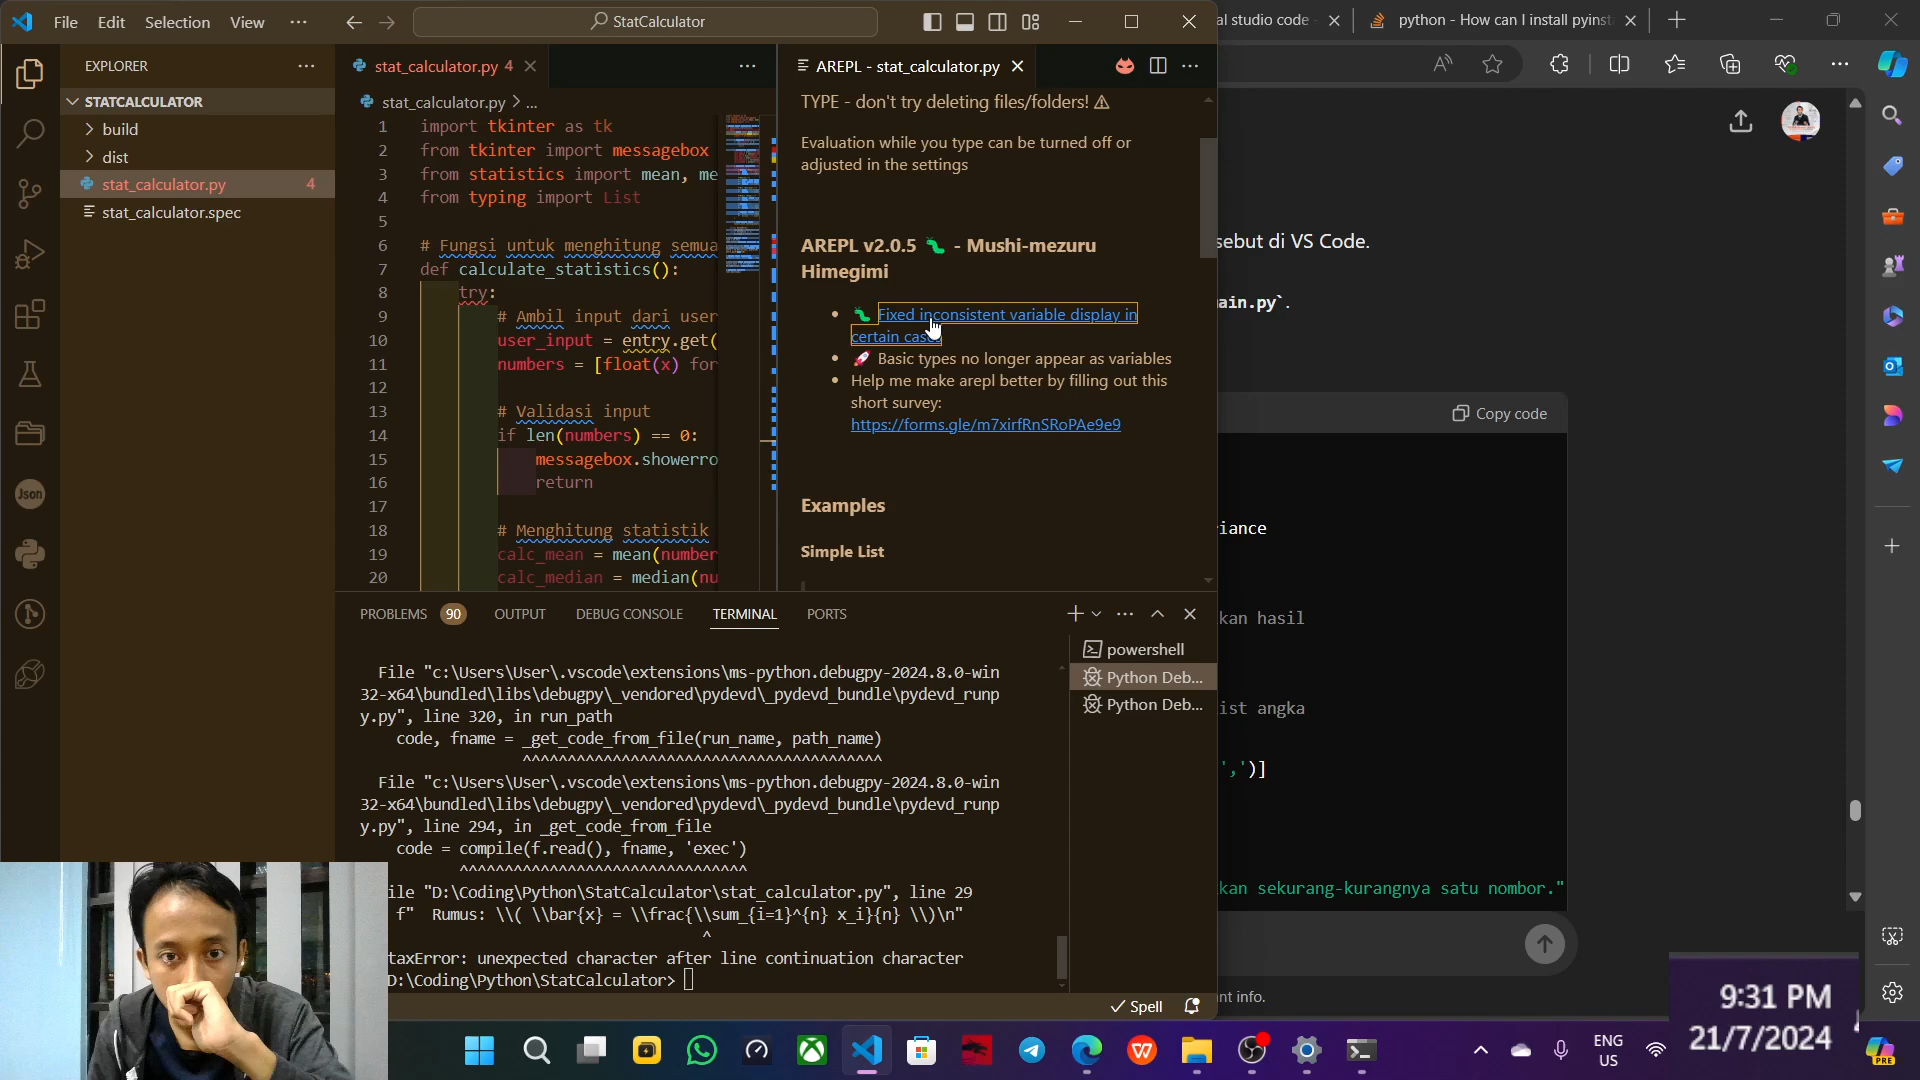 File Edit Selection View ···
StatCalculator
al studio code
python - How can I install pyinst
EXPLORER
STATCALCULATOR
build
dist
stat_calculator.py 4
stat_calculator.spec
stat_calculator.py 4
stat_calculator.py > ...
1 import tkinter as tk
2 from tkinter import messagebox
3 from statistics import mean, me
4 from typing import List
5
6 # Fungsi untuk menghitung semua
7 def calculate_statistics():
8 try:
9 # Ambil input dari user
10 user_input = entry.get(
11 numbers = [float(x) for
12
13 # Validasi input
14 if len(numbers) == 0:
15 messagebox.showerro
16 return
17
18 # Menghitung statistik
19 calc_mean = mean(number
20 calc_median = median(nu
AREPL - stat_calculator.py
TYPE - don't try deleting files/folders! ⚠
Evaluation while you type can be turned off or
adjusted in the settings
AREPL v2.0.5 🐛 - Mushi-mezuru
Himegimi
• 🐛 Fixed inconsistent variable display in
certain cases
• 🚀 Basic types no longer appear as variables
• Help me make arepl better by filling out this
short survey:
https://forms.gle/m7xirfRnSRoPAe9e9
Examples
Simple List
PROBLEMS 90 OUTPUT DEBUG CONSOLE TERMINAL PORTS
File "c:\Users\User\.vscode\extensions\ms-python.debugpy-2024.8.0-win
32-x64\bundled\libs\debugpy\_vendored\pydevd\_pydevd_bundle\pydevd_runp
y.py", line 320, in run_path
code, fname = _get_code_from_file(run_name, path_name)
^^^^^^^^^^^^^^^^^^^^^^^^^^^^^^^^^^^^^^^^
File "c:\Users\User\.vscode\extensions\ms-python.debugpy-2024.8.0-win
32-x64\bundled\libs\debugpy\_vendored\pydevd\_pydevd_bundle\pydevd_runp
y.py", line 294, in _get_code_from_file
code = compile(f.read(), fname, 'exec')
^^^^^^^^^^^^^^^^^^^^^^^^^^^^^^^^
ile "D:\Coding\Python\StatCalculator\stat_calculator.py", line 29
f" Rumus: \\( \\bar{x} = \\frac{\\sum_{i=1}^{n} x_i}{n} \\)\n"
^
taxError: unexpected character after line continuation character
D:\Coding\Python\StatCalculator>
powershell
Python Deb...
Python Deb...
Spell
sebut di VS Code.
ain.py`.
Copy code
iance
kan hasil
ist angka
',')]
kan sekurang-kurangnya satu nombor."
nt info.
Json
PRE
ENG
US
9:31 PM
21/7/2024